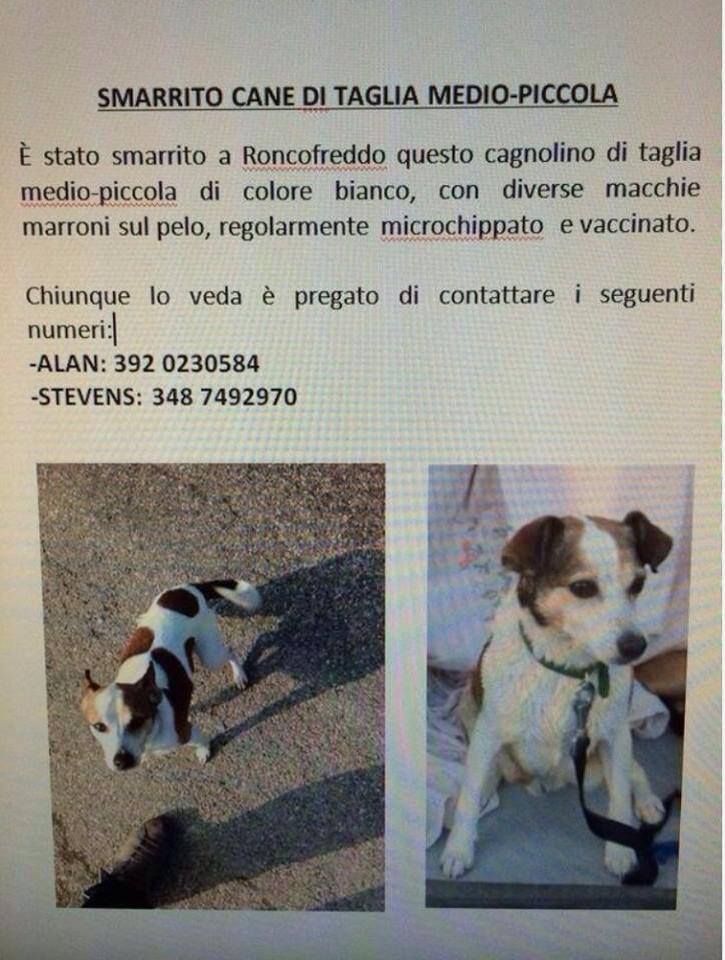 SMARRITO CANE DI TAGLIA MEDIO-PICCOLA
È stato smarrito a Roncofreddo questo cagnolino di taglia
medio-piccola di colore bianco, con diverse macchie
marroni sul pelo, regolarmente microchippato e vaccinato.
Chiunque lo veda è pregato di contattare i seguenti
numeri:
-ALAN: 392 0230584
-STEVENS: 348 7492970